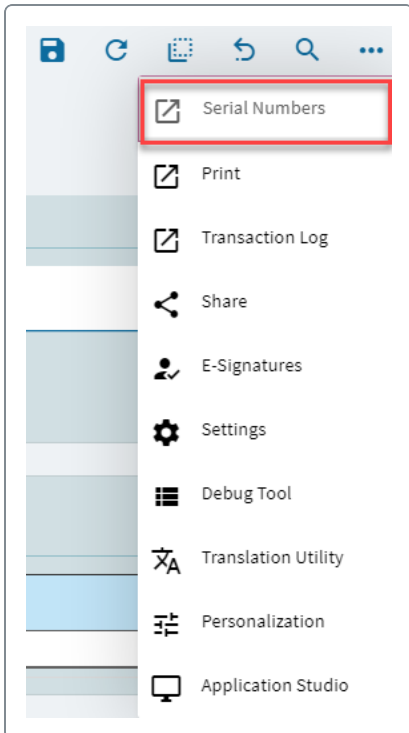 Serial Numbers
Print
Transaction Log
Share
E-Signatures
Settings
Debug Tool
Translation Utility
Personalization
Application Studio